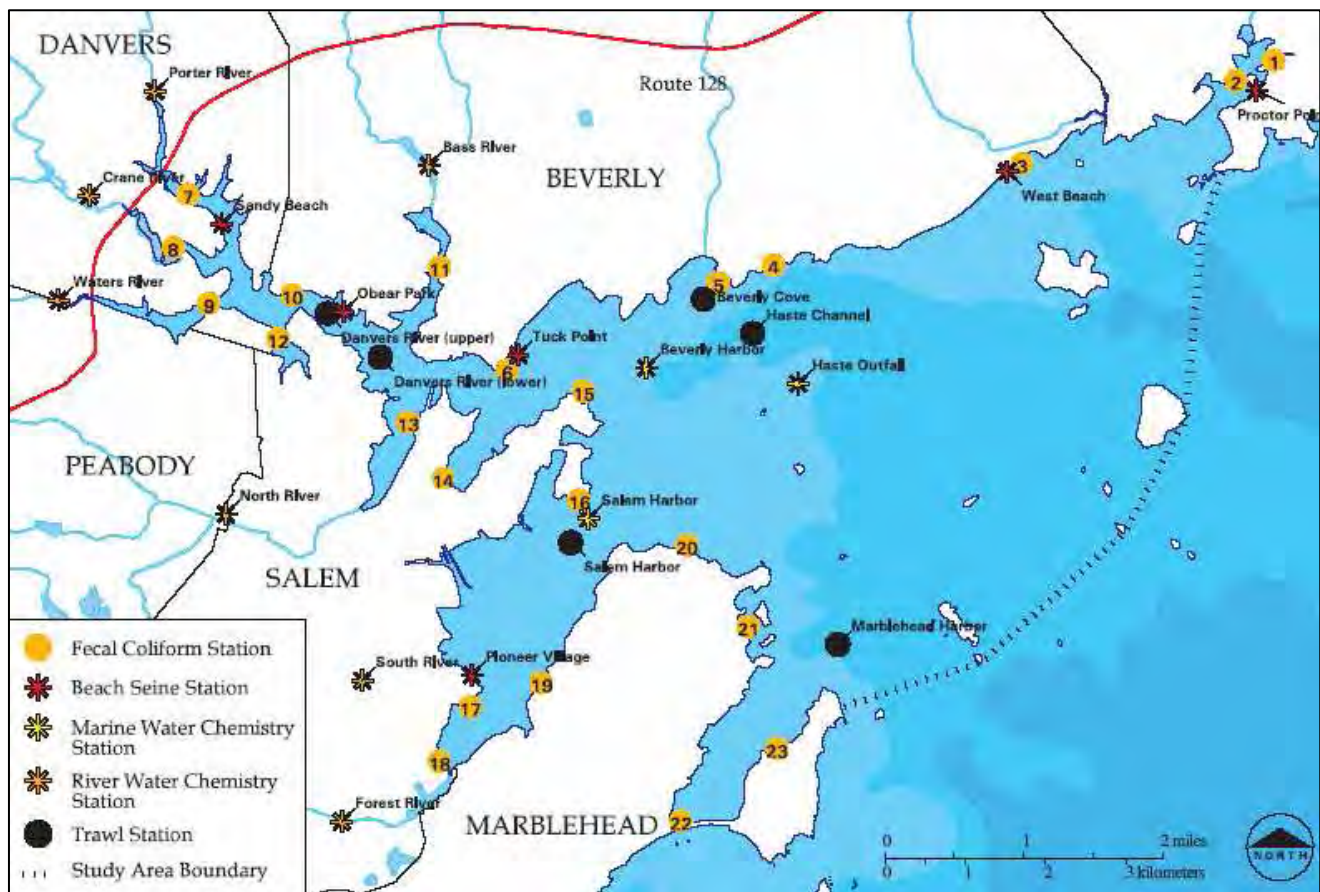 DANVERS
Porter River
Route 128
1
2
Proctor Poi
Bass River
BEVERLY
3
West Beach
Crane River
7
Sandy Beach
8
11
4
5
Beverly Cove
Waters River
9
10
Obear Park
Haste Channel
12
Danvers River (upper)
Tuck Point
Beverly Harbor
Haste Outfall
6
Danvers River (lower)
15
13
PEABODY
14
North River
16
Salem Harbor
20
Salem Harbor
SALEM
21
Marblehead Harbor
South River
Pioneer Village
19
17
23
18
Forest River
MARBLEHEAD
22
Fecal Coliform Station
Beach Seine Station
Marine Water Chemistry
Station
River Water Chemistry
Station
Trawl Station
Study Area Boundary
0 1 2 miles
0 1 2 3 kilometers
NORTH